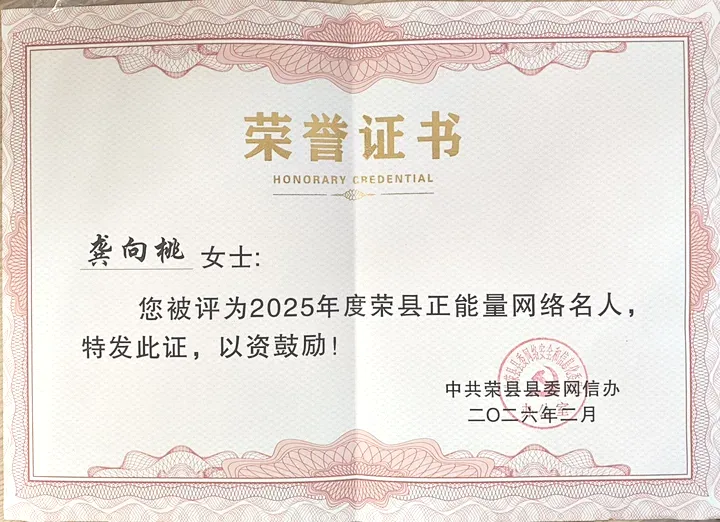 荣誉证书
HONORARY CREDENTIAL
龚向桃 女士:
您被评为2025年度荣县正能量网络名人，
特发此证，以资鼓励！
中共荣县县委网信办
二〇二六年二月